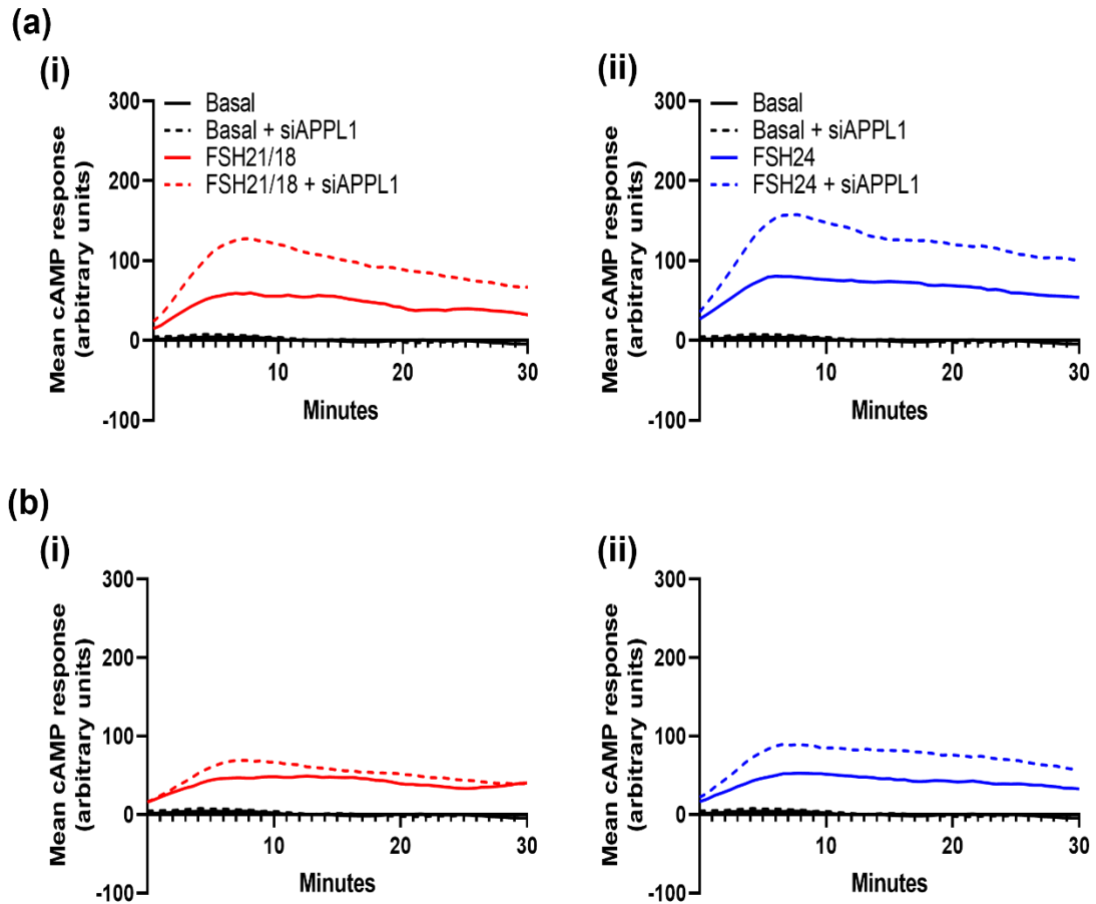 (a)
(i)
Mean cAMP response
(arbitrary units)
300
200
100
0
-100
Basal
Basal + siAPPL1
FSH21/18
FSH21/18 + siAPPL1
10
20
30
Minutes
(ii)
Mean cAMP response
(arbitrary units)
300
200
100
0
-100
Basal
Basal + siAPPL1
FSH24
FSH24 + siAPPL1
10
20
30
Minutes
(b)
(i)
Mean cAMP response
(arbitrary units)
300
200
100
0
-100
10
20
30
Minutes
(ii)
Mean cAMP response
(arbitrary units)
300
200
100
0
-100
10
20
30
Minutes